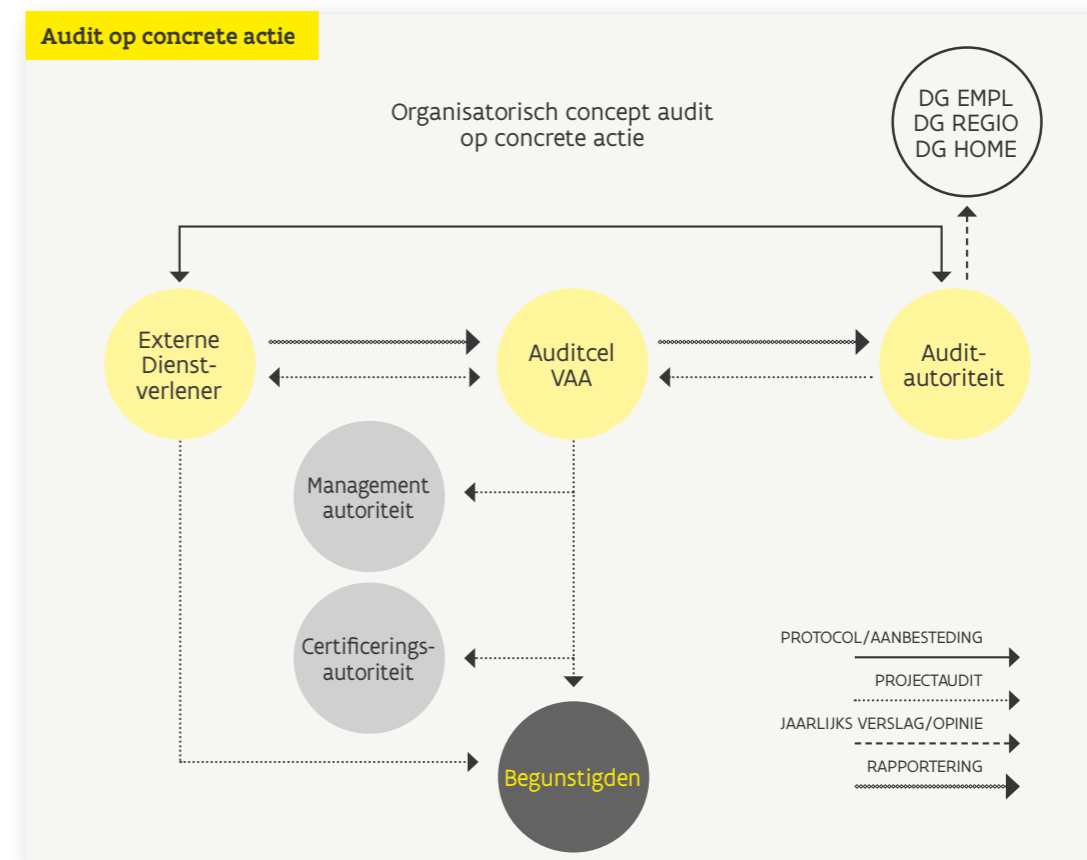 Audit op concrete actie
Organisatorisch concept audit
op concrete actie
DG EMPL
DG REGIO
DG HOME
Externe
Dienst-
verlener
Auditcel
VAA
Audit-
autoriteit
Management
autoriteit
Certificerings-
autoriteit
Begunstigden
PROTOCOL/AANBESTEDING
PROJECTAUDIT
JAARLIJKS VERSLAG/OPINIE
RAPPORTERING